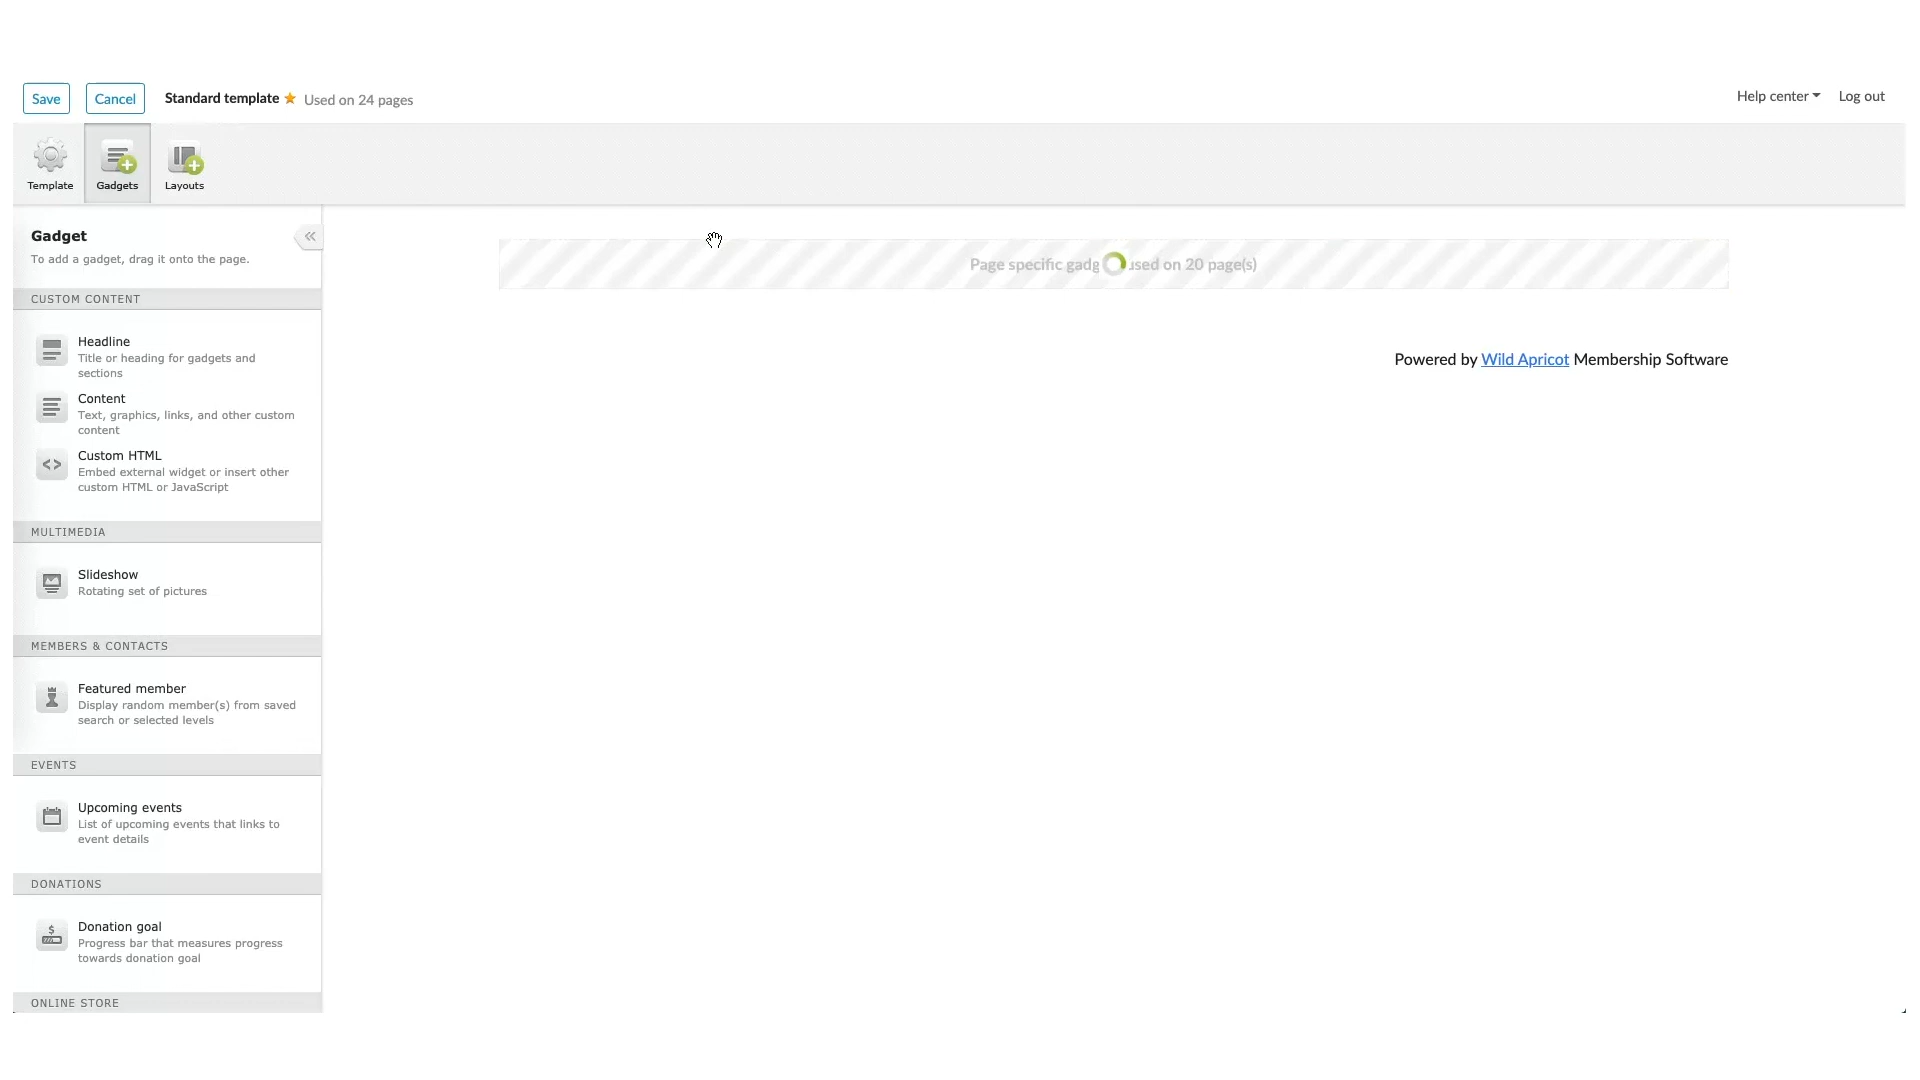 Save Cancel Standard template Used on 24 pages Help center Log out
Template Gadgets Layouts
Gadget
To add a gadget, drag it onto the page.
CUSTOM CONTENT
Headline
Title or heading for gadgets and
sections
Content
Text, graphics, links, and other custom
content
Custom HTML
Embed external widget or insert other
custom HTML or JavaScript
MULTIMEDIA
Slideshow
Rotating set of pictures
MEMBERS & CONTACTS
Featured member
Display random member(s) from saved
search or selected levels
EVENTS
Upcoming events
List of upcoming events that links to
event details
DONATIONS
Donation goal
Progress bar that measures progress
towards donation goal
ONLINE STORE
Page specific on 20 page(s)
Powered by Wild Apricot Membership Software